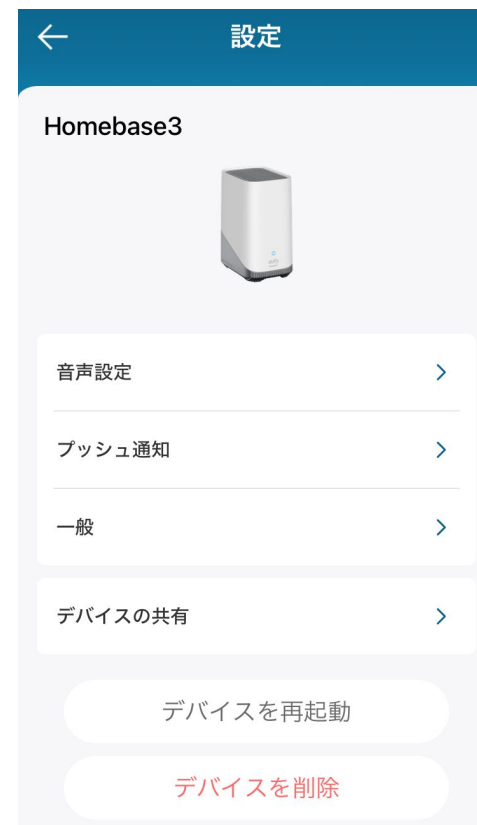 設定
Homebase3
eufy
音声設定
プッシュ通知
一般
デバイスの共有
デバイスを再起動
デバイスを削除